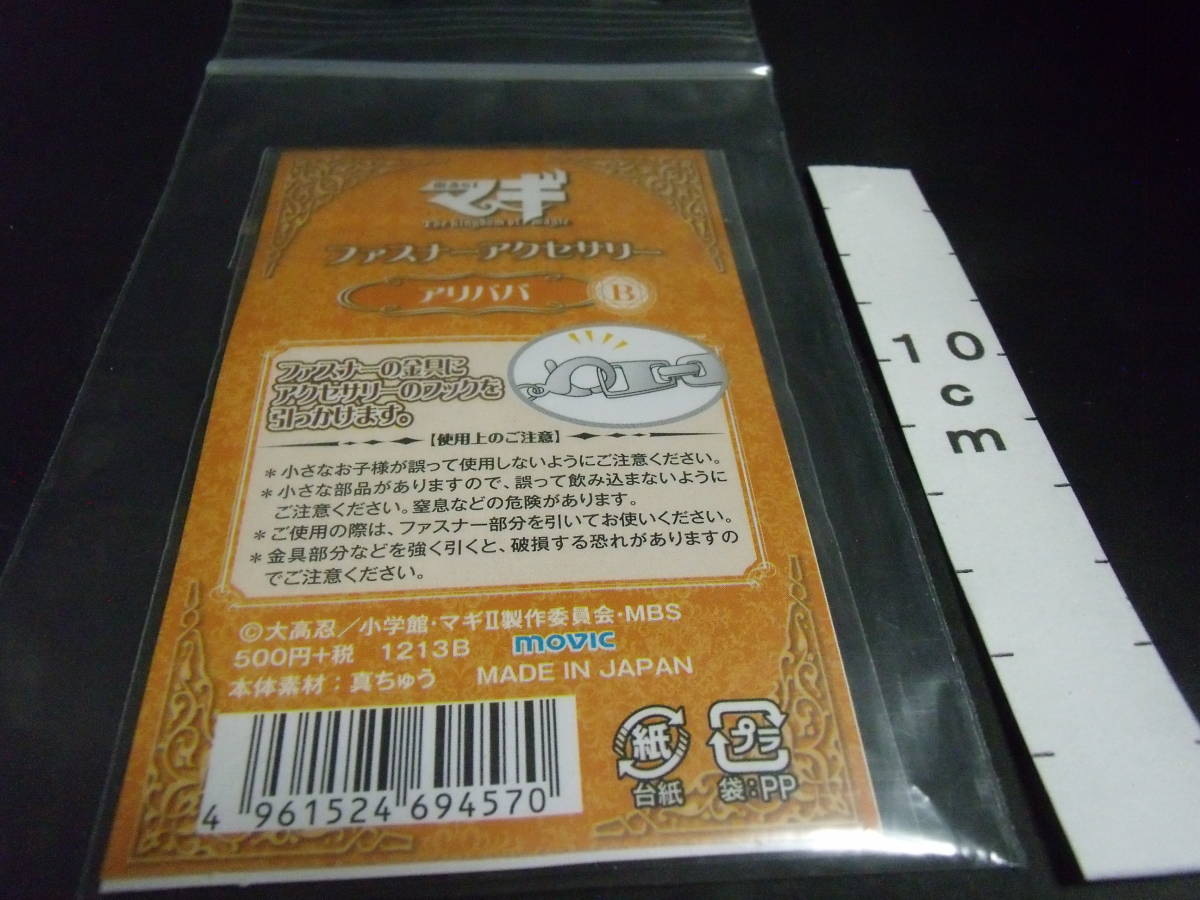 マギ
The kingdom of magic
ファスナーアクセサリー
アリババ B
ファスナーの金具に
アクセサリーのフックを
引っかけます。
【使用上のご注意】
＊小さなお子様が誤って使用しないようにご注意ください。
＊小さな部品がありますので、誤って飲み込まないように
ご注意ください。窒息などの危険があります。
＊ご使用の際は、ファスナー部分を引いてお使いください。
＊金具部分などを強く引くと、破損する恐れがありますの
でご注意ください。
©大高忍／小学館・マギⅡ製作委員会・MBS
500円+税 1213B movic
本体素材：真ちゅう MADE IN JAPAN
4 961524 694570
紙 プラ
台紙 袋：PP
10
cm